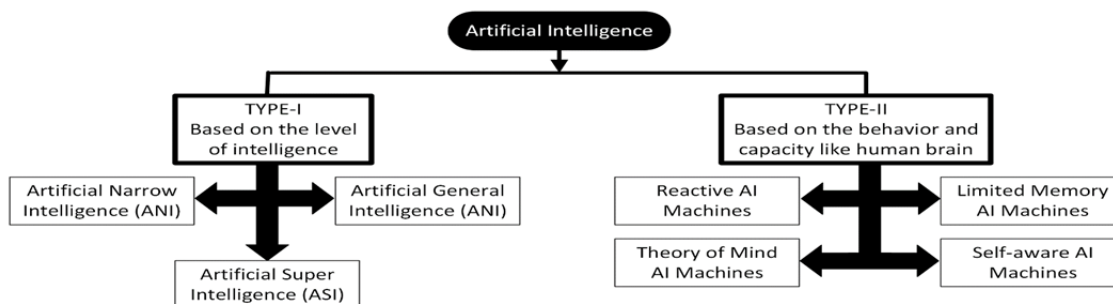 Artificial Intelligence
TYPE-I
Based on the level
of intelligence
TYPE-II
Based on the behavior and
capacity like human brain
Artificial Narrow
Intelligence (ANI)
Artificial General
Intelligence (ANI)
Artificial Super
Intelligence (ASI)
Reactive AI
Machines
Limited Memory
AI Machines
Theory of Mind
AI Machines
Self-aware AI
Machines